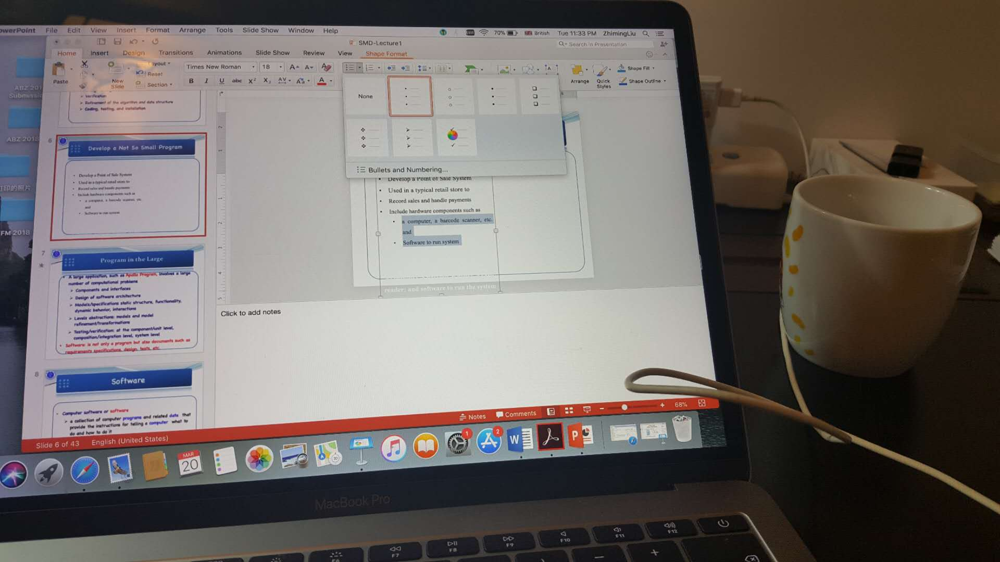 PowerPoint File Edit View Insert Format Arrange Tools Slide Show Window Help 70% British Tue 11:33 PM ZhimingLiu
SMD-Lecture1
Search in Presentation
Home Insert Design Transitions Animations Slide Show Review View Shape Format
Paste
New
Slide
Layout
Reset
Section
Times New Roman 18
B I U abc X² X₂ AV Aa A
Arrange
Quick
Styles
Shape Fill
Shape Outline
None
Bullets and Numbering...
ABZ 201
Submissi
ABZ 2018
印的照片
FM 2018
Verification
Refinement of the algorithm and data structure
Coding, testing, and installation
6
Develop a Not So Small Program
Develop a Point of Sale System
Used in a typical retail store to
Record sales and handle payments
Include hardware components such as
a computer, a barcode scanner, etc.
and
Software to run system
7
Program in the Large
A large application, such as Apollo Program, involves a large
number of computational problems
Components and interfaces
Design of software architecture
Models/specifications static structure, functionality,
dynamic behavior, interactions
Levels abstractions: models and model
refinement/transformations
Testing/verification: at the component/unit level,
composition/integration level, system level
Software: is not only a program but also documents such as
requirements specifications, design, tests, etc.
8
Software
Computer software or software
a collection of computer programs and related data that
provide the instructions for telling a computer what to
do and how to do it
Develop a Point of Sale System
Used in a typical retail store to
Record sales and handle payments
Include hardware components such as
a computer, a barcode scanner, etc.
and
Software to run system
reader; and software to run the system
Click to add notes
Slide 6 of 43 English (United States)
Notes Comments 68%
MAR
20
3D
1
2
W
P
MacBook Pro
F6
F7
F8
F9
F10
F11
F12